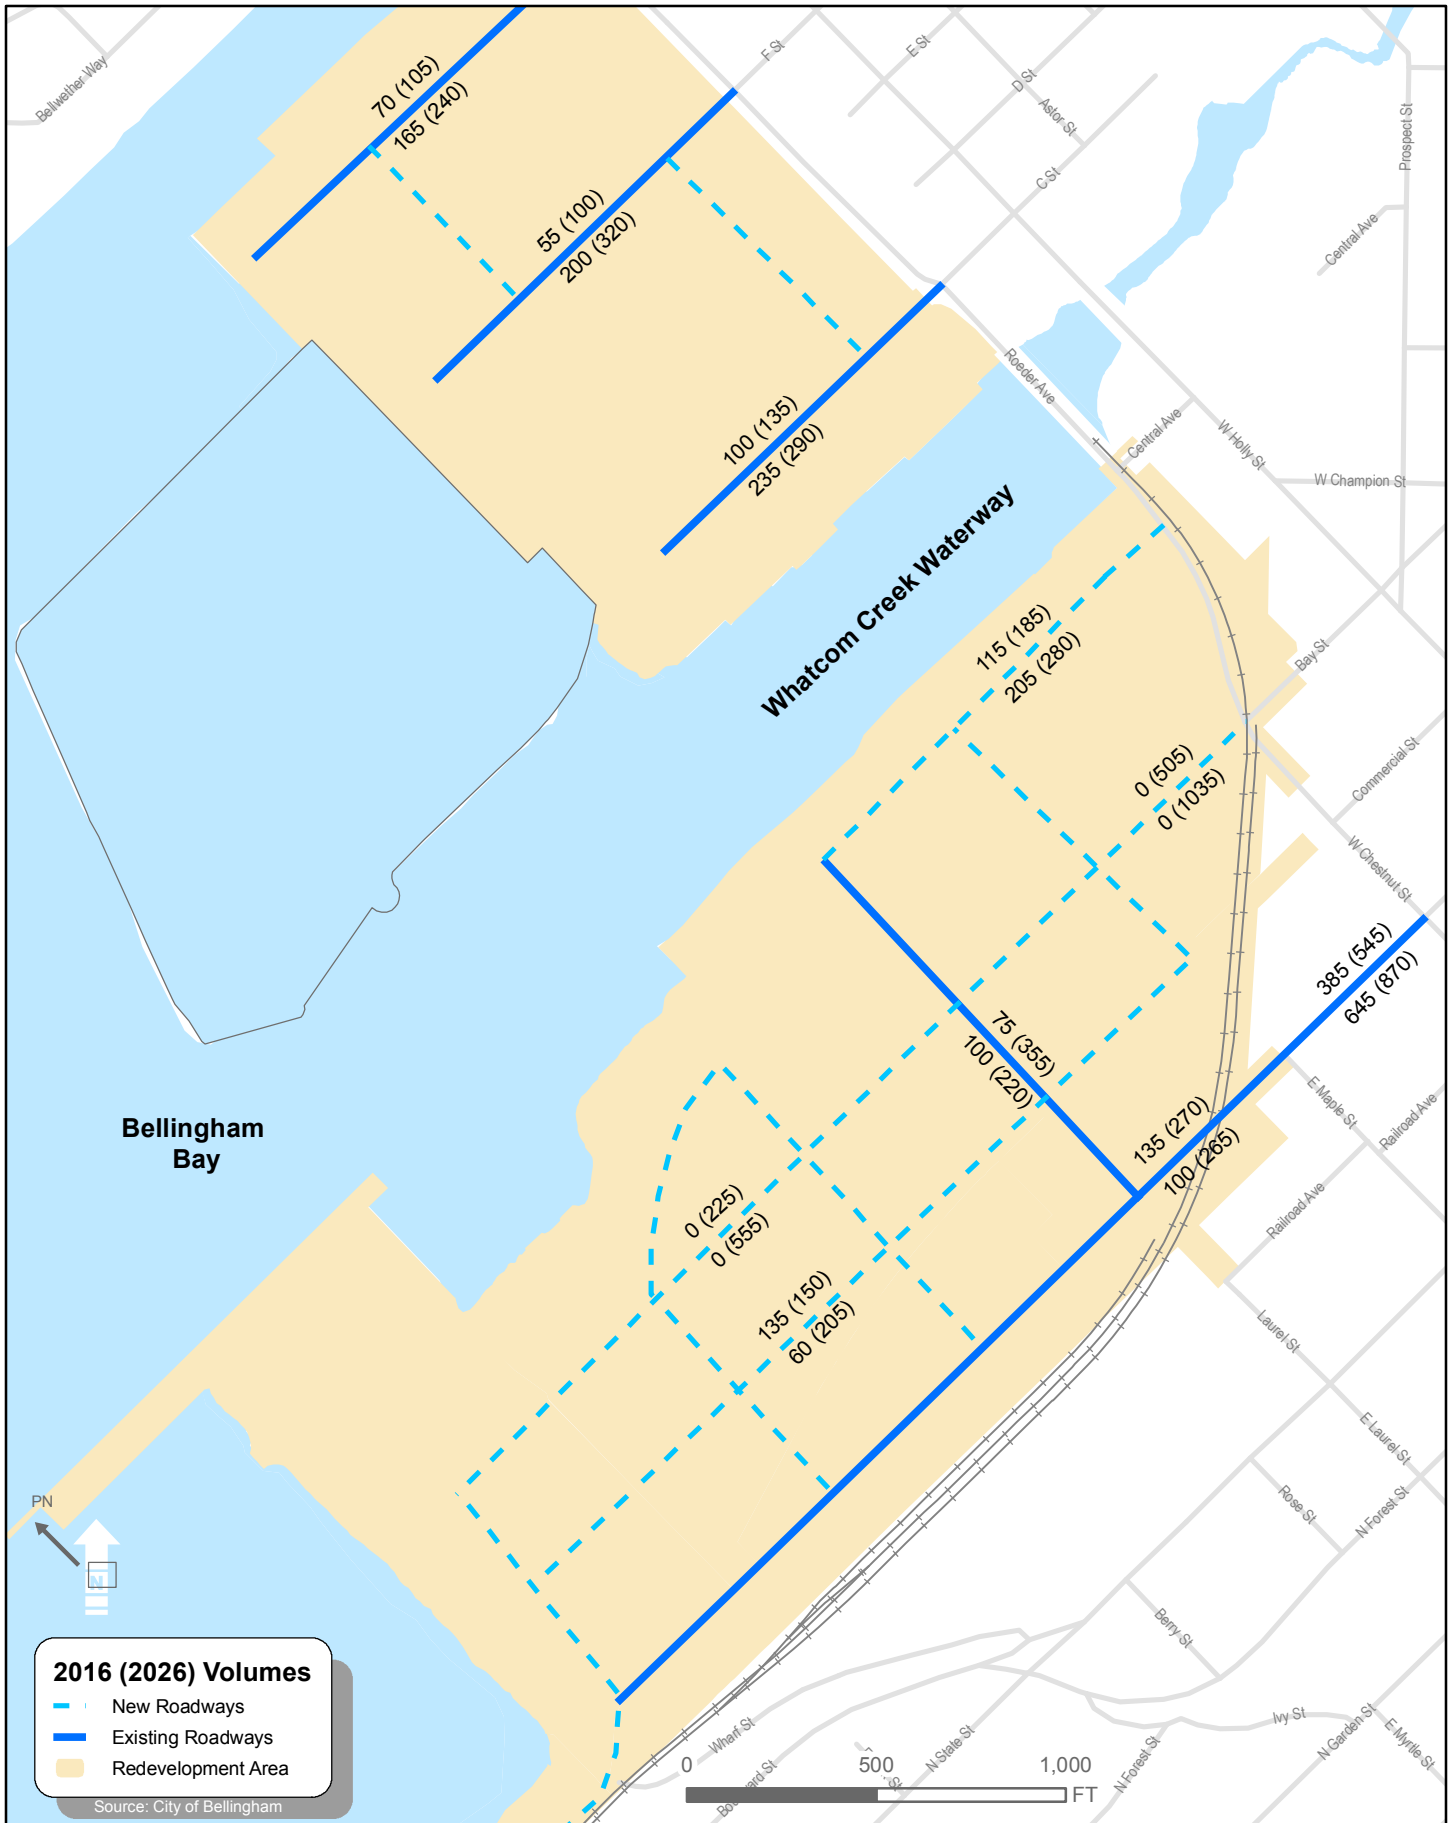 Bellwether Way
70 (105)
165 (240)
F St
E St
D St
Astor St
C St
Prospect St
Central Ave
55 (100)
200 (320)
Roeder Ave
Central Ave
W Holly St
W Champion St
100 (135)
235 (290)
Whatcom Creek Waterway
115 (185)
205 (280)
Bay St
Commercial St
0 (505)
0 (1035)
W Chestnut St
385 (545)
645 (870)
75 (355)
100 (220)
E Maple St
Railroad Ave
135 (270)
100 (265)
Railroad Ave
Bellingham
Bay
0 (225)
0 (555)
135 (150)
60 (205)
Laurel St
E Laurel St
Rose St
N Forest St
PN
N
Berry St
Ivy St
N Garden St
E Myrtle St
Wharf St
N State St
N Forest St
St
2016 (2026) Volumes
New Roadways
Existing Roadways
Redevelopment Area
Source: City of Bellingham
0 500 1,000
FT